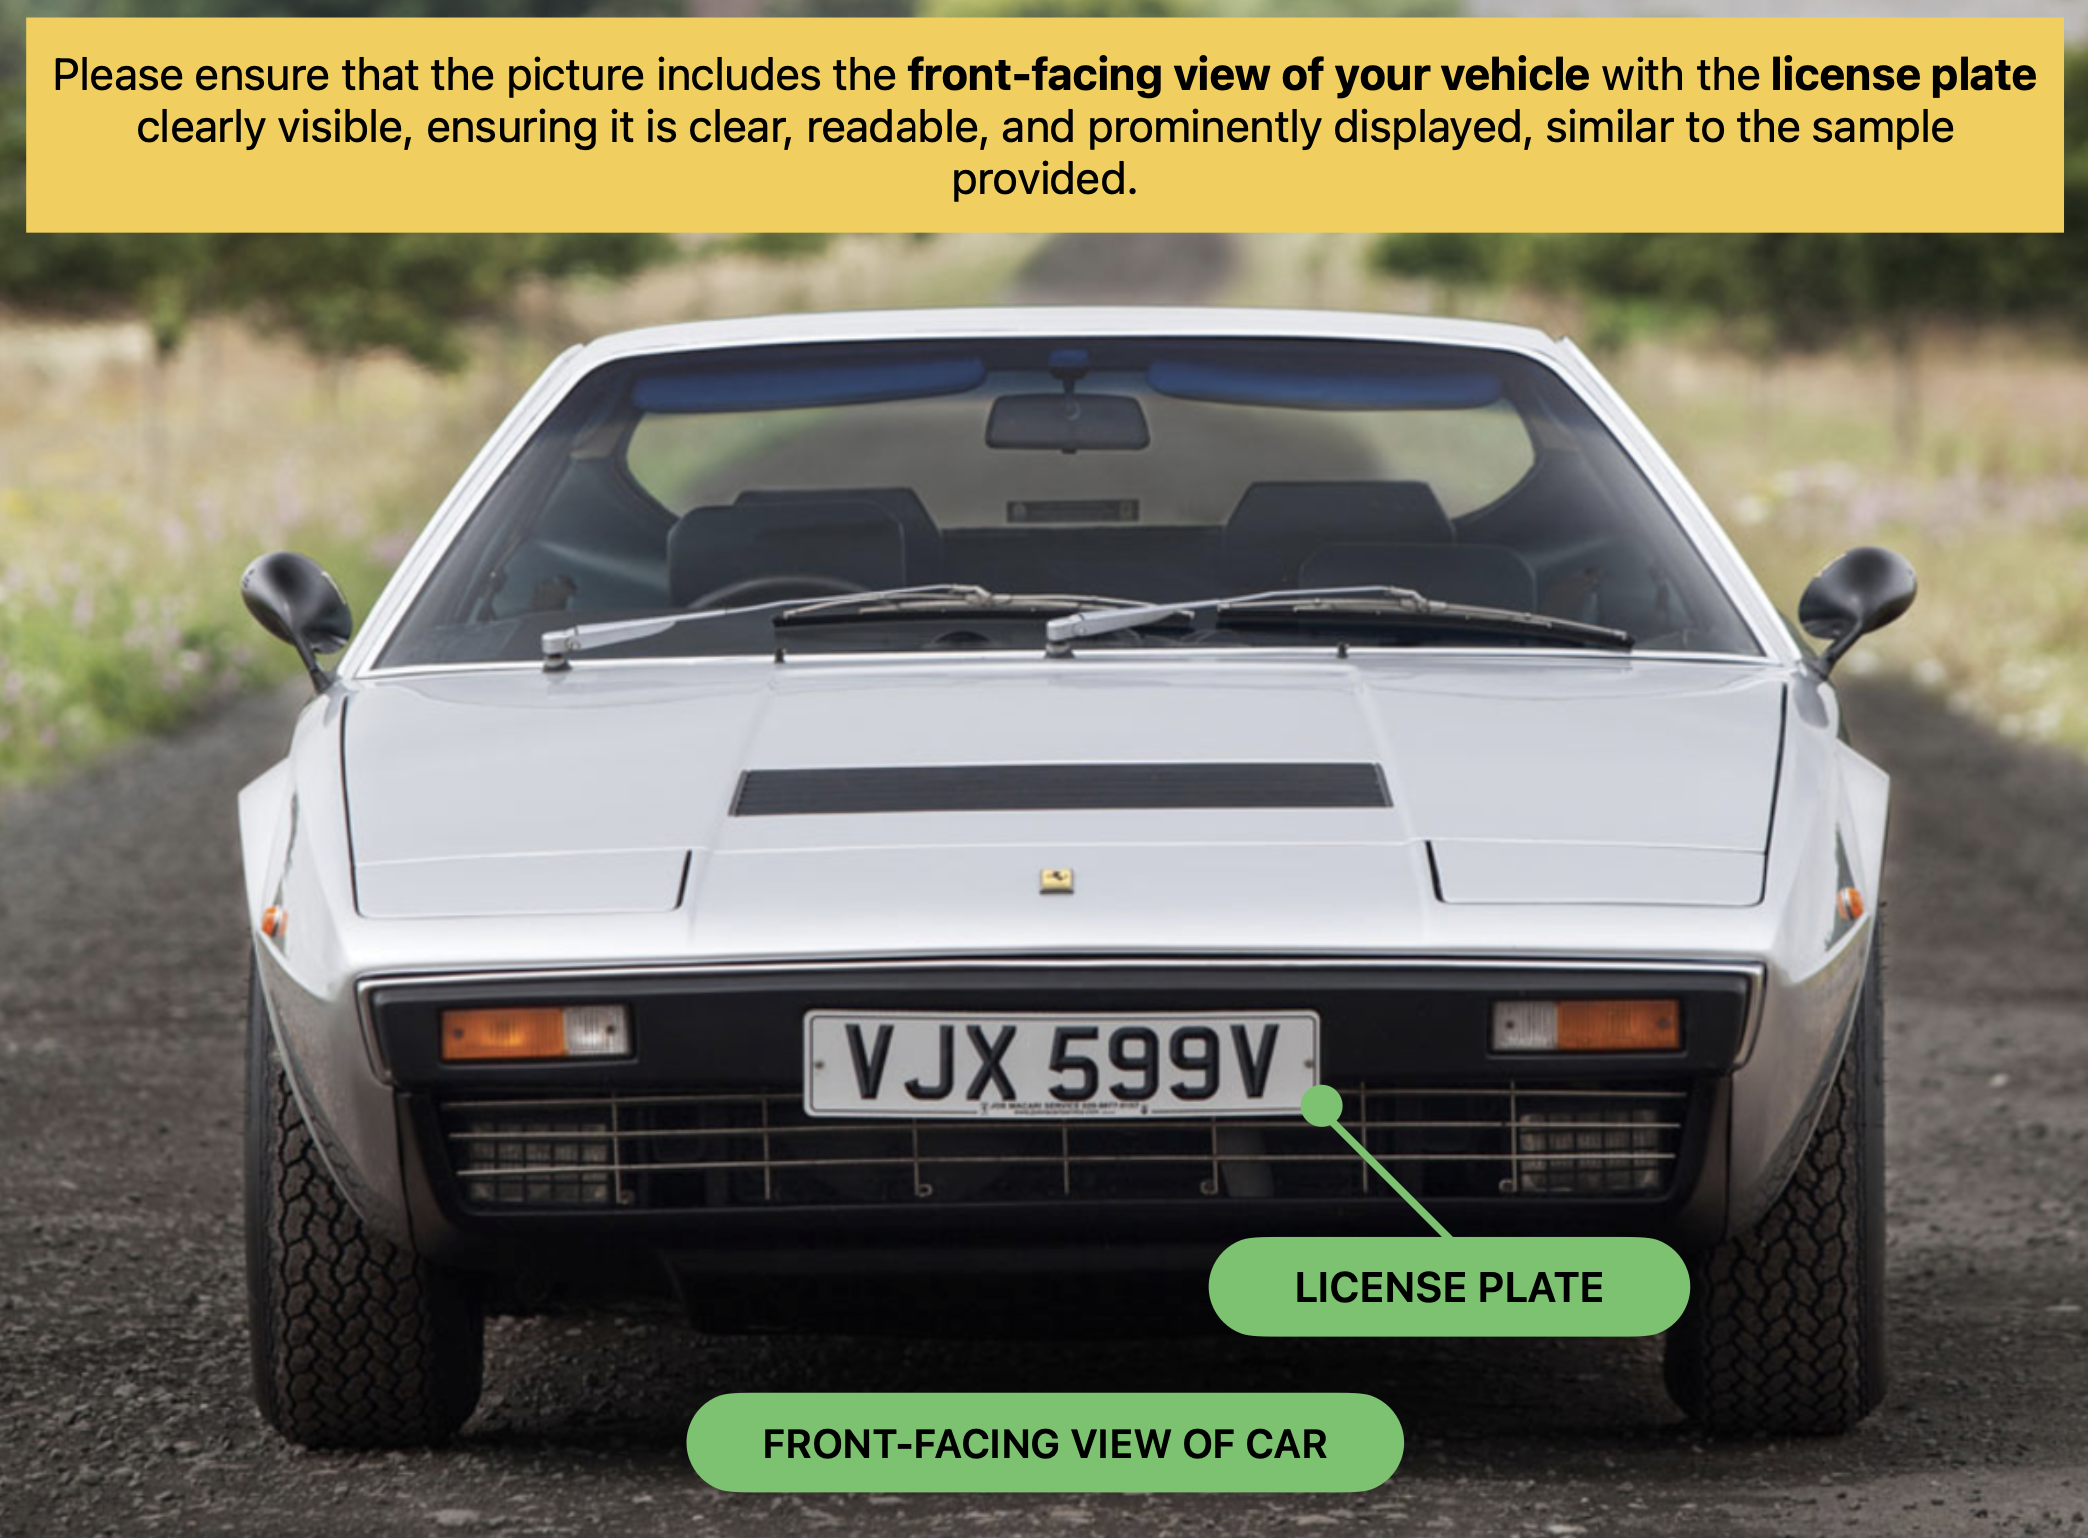 Please ensure that the picture includes the front-facing view of your vehicle with the license plate
clearly visible, ensuring it is clear, readable, and prominently displayed, similar to the sample
provided.
VJX 599V
LICENSE PLATE
FRONT-FACING VIEW OF CAR